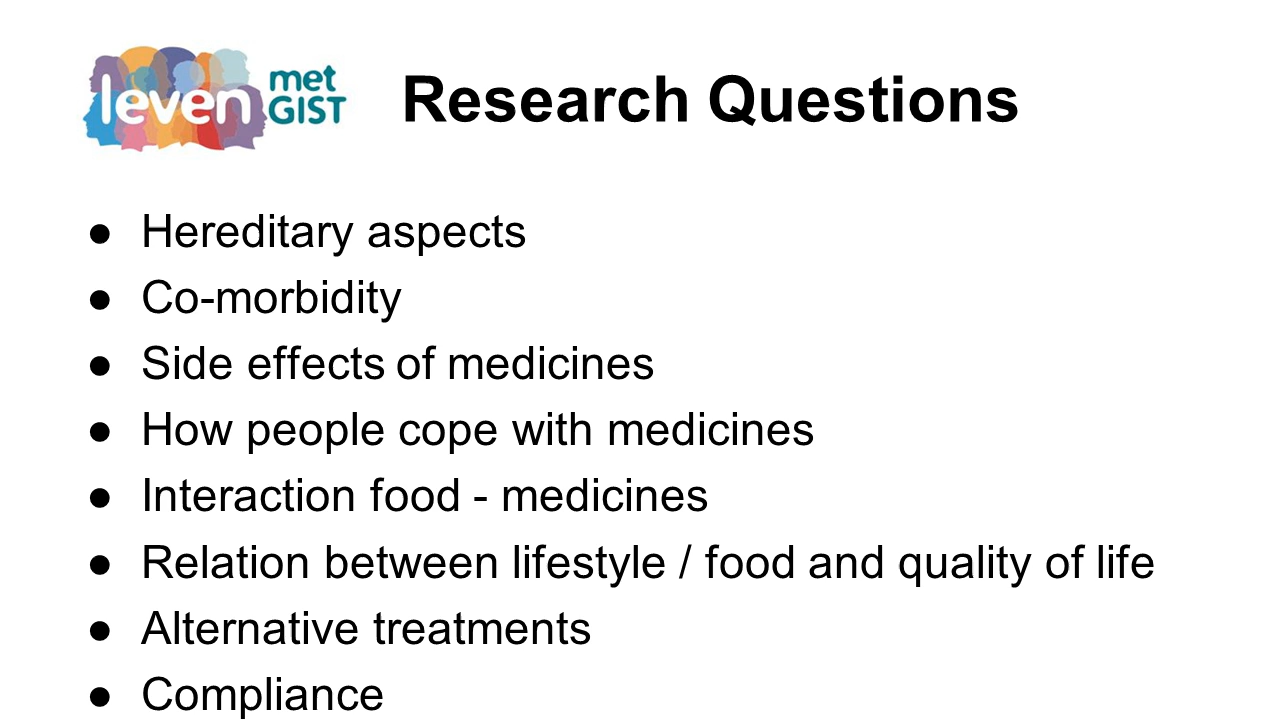 leven met GIST
Research Questions
● Hereditary aspects
● Co-morbidity
● Side effects of medicines
● How people cope with medicines
● Interaction food - medicines
● Relation between lifestyle / food and quality of life
● Alternative treatments
● Compliance